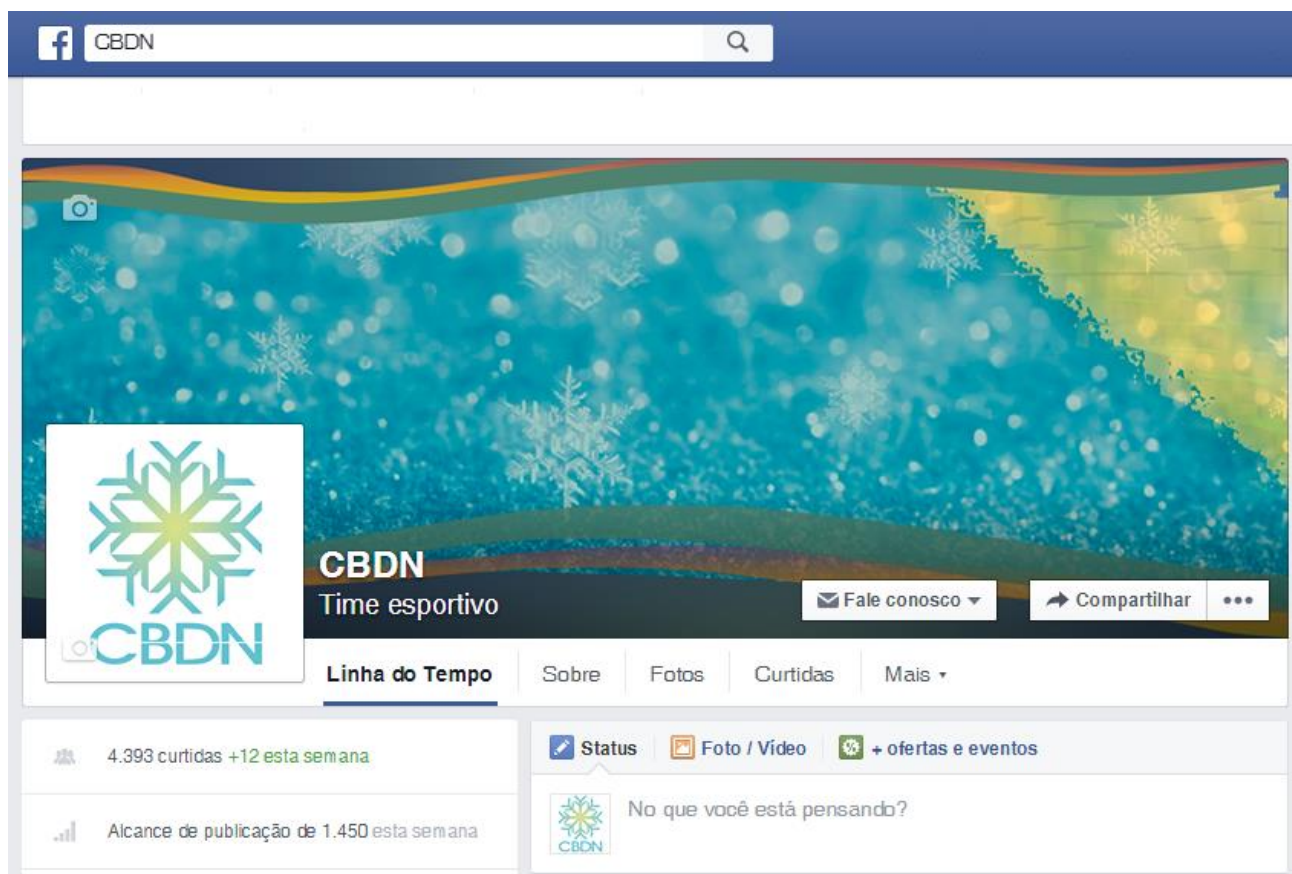 f CBDN
CBDN
Time esportivo
Fale conosco
Compartilhar
CBDN
Linha do Tempo
Sobre
Fotos
Curtidas
Mais
4.393 curtidas +12 esta semana
Alcance de publicação de 1.450 esta semana
Status
Foto / Vídeo
+ ofertas e eventos
No que você está pensando?
CBDN